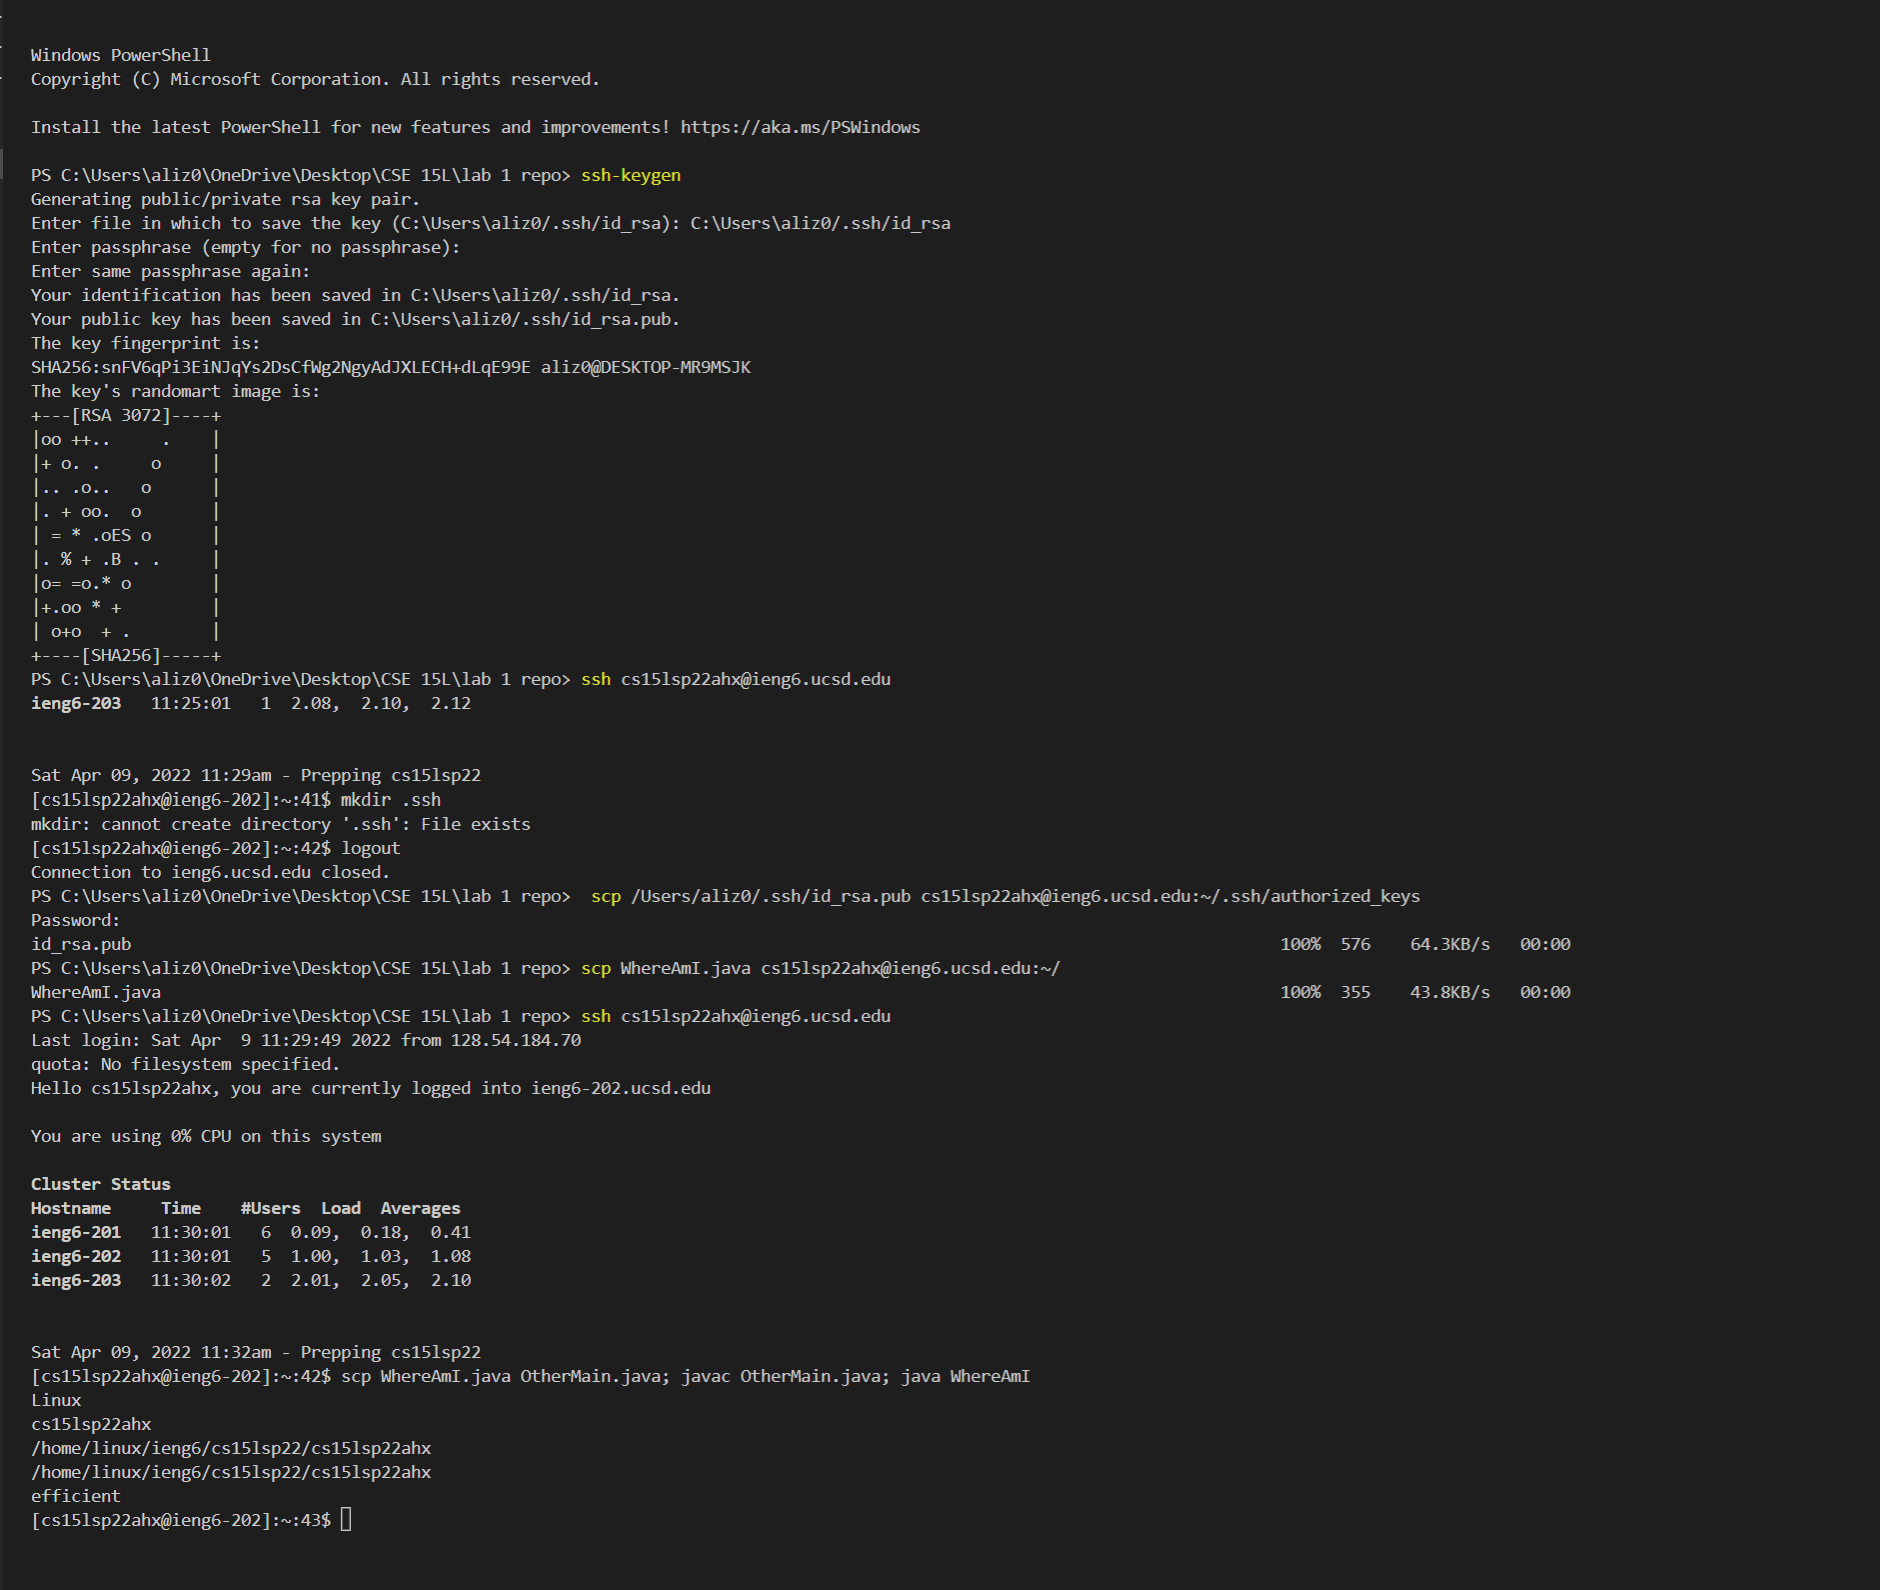 Windows PowerShell
Copyright (C) Microsoft Corporation. All rights reserved.
Install the latest PowerShell for new features and improvements! https://aka.ms/PSWindows
PS C:\Users\aliz0\OneDrive\Desktop\CSE 15L\lab 1 repo> ssh-keygen
Generating public/private rsa key pair.
Enter file in which to save the key (C:\Users\aliz0/.ssh/id_rsa): C:\Users\aliz0/.ssh/id_rsa
Enter passphrase (empty for no passphrase):
Enter same passphrase again:
Your identification has been saved in C:\Users\aliz0/.ssh/id_rsa.
Your public key has been saved in C:\Users\aliz0/.ssh/id_rsa.pub.
The key fingerprint is:
SHA256:snFV6qPi3EiNJqYs2DsCfWg2NgyAdJXLECH+dLqE99E aliz0@DESKTOP-MR9MSJK
The key's randomart image is:
+---[RSA 3072]----+
|oo ++..     .    |
|+ o. .     o     |
|.. .o..   o      |
|. + oo.  o       |
| = * .oES o      |
|. % + .B . .     |
|o= =o.* o        |
|+.oo * +         |
| o+o  + .        |
+----[SHA256]-----+
PS C:\Users\aliz0\OneDrive\Desktop\CSE 15L\lab 1 repo> ssh cs15lsp22ahx@ieng6.ucsd.edu
ieng6-203   11:25:01   1  2.08,  2.10,  2.12
Sat Apr 09, 2022 11:29am - Prepping cs15lsp22
[cs15lsp22ahx@ieng6-202]:~:41$ mkdir .ssh
mkdir: cannot create directory '.ssh': File exists
[cs15lsp22ahx@ieng6-202]:~:42$ logout
Connection to ieng6.ucsd.edu closed.
PS C:\Users\aliz0\OneDrive\Desktop\CSE 15L\lab 1 repo>  scp /Users/aliz0/.ssh/id_rsa.pub cs15lsp22ahx@ieng6.ucsd.edu:~/.ssh/authorized_keys
Password:
id_rsa.pub 100%  576    64.3KB/s   00:00
PS C:\Users\aliz0\OneDrive\Desktop\CSE 15L\lab 1 repo> scp WhereAmI.java cs15lsp22ahx@ieng6.ucsd.edu:~/
WhereAmI.java 100%  355    43.8KB/s   00:00
PS C:\Users\aliz0\OneDrive\Desktop\CSE 15L\lab 1 repo> ssh cs15lsp22ahx@ieng6.ucsd.edu
Last login: Sat Apr  9 11:29:49 2022 from 128.54.184.70
quota: No filesystem specified.
Hello cs15lsp22ahx, you are currently logged into ieng6-202.ucsd.edu
You are using 0% CPU on this system
Cluster Status
Hostname     Time    #Users  Load  Averages
ieng6-201   11:30:01   6  0.09,  0.18,  0.41
ieng6-202   11:30:01   5  1.00,  1.03,  1.08
ieng6-203   11:30:02   2  2.01,  2.05,  2.10
Sat Apr 09, 2022 11:32am - Prepping cs15lsp22
[cs15lsp22ahx@ieng6-202]:~:42$ scp WhereAmI.java OtherMain.java; javac OtherMain.java; java WhereAmI
Linux
cs15lsp22ahx
/home/linux/ieng6/cs15lsp22/cs15lsp22ahx
/home/linux/ieng6/cs15lsp22/cs15lsp22ahx
efficient
[cs15lsp22ahx@ieng6-202]:~:43$